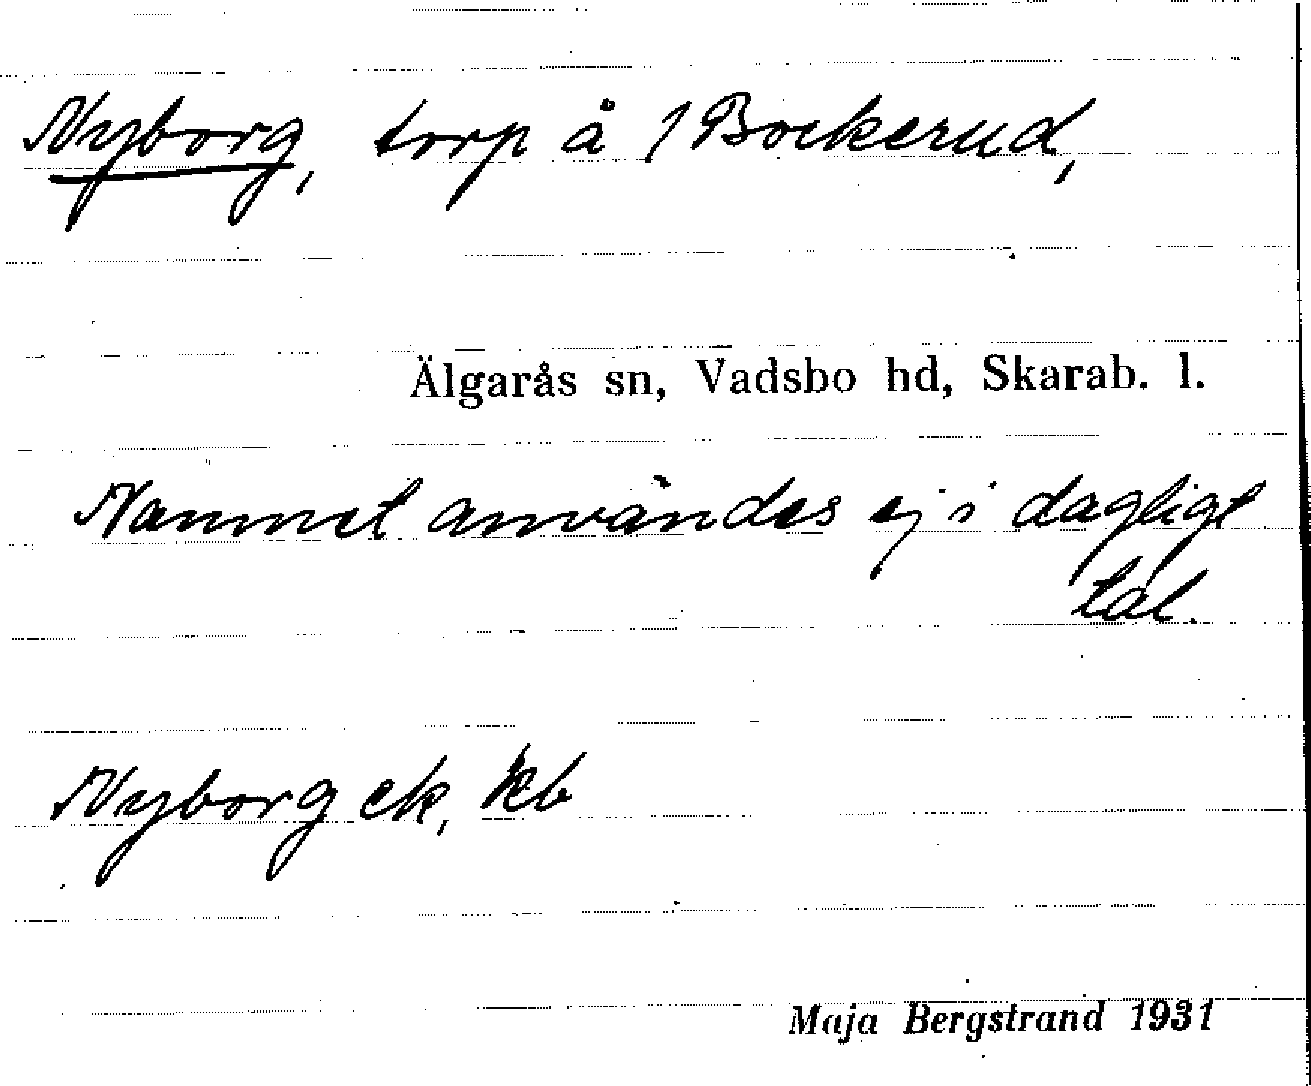 Nyborg, torp å 1 Bockerud,
Älgarås sn, Vadsbo hd, Skarab. l.
Namnet användes ej i dagligt
tal.
Nyborg ek, kb
Maja Bergstrand 1931